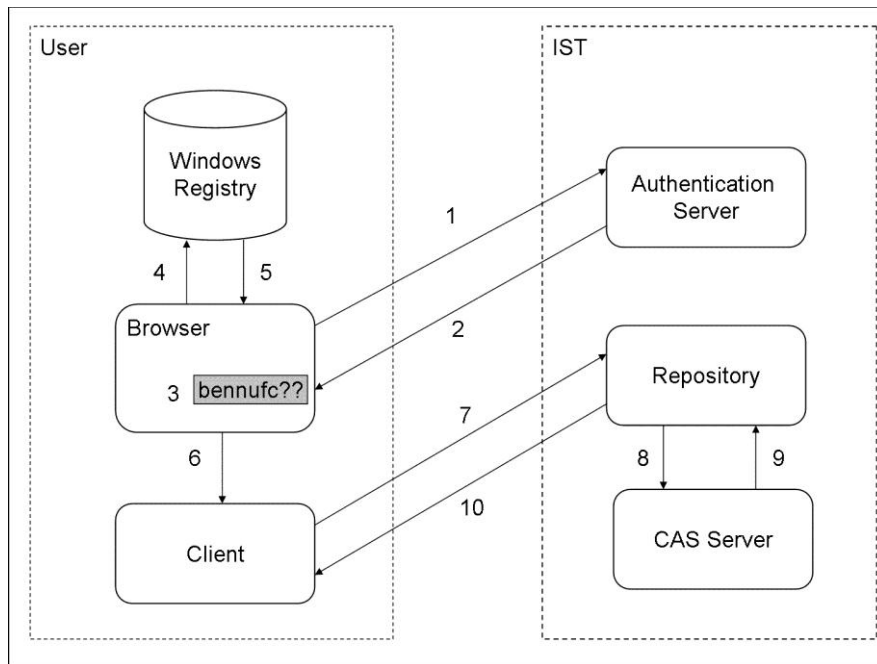 User
IST
Windows
Registry
Authentication
Server
1
4
5
2
Browser
3
bennufc??
Repository
7
6
8
9
10
Client
CAS Server